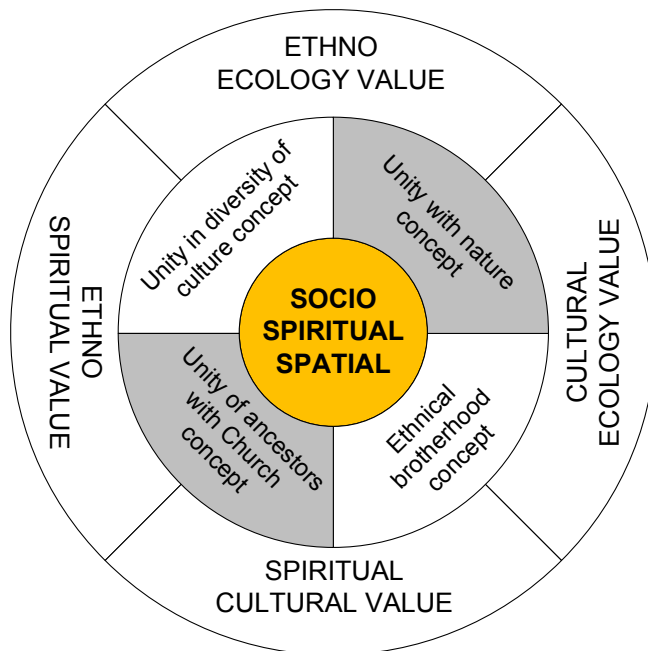 ETHNO
ECOLOGY VALUE
Unity in diversity of
culture concept
Unity with nature
concept
ETHNO
SPIRITUAL VALUE
SOCIO
SPIRITUAL
SPATIAL
CULTURAL
ECOLOGY VALUE
Unity of ancestors
with Church
concept
Ethnical
brotherhood
concept
SPIRITUAL
CULTURAL VALUE